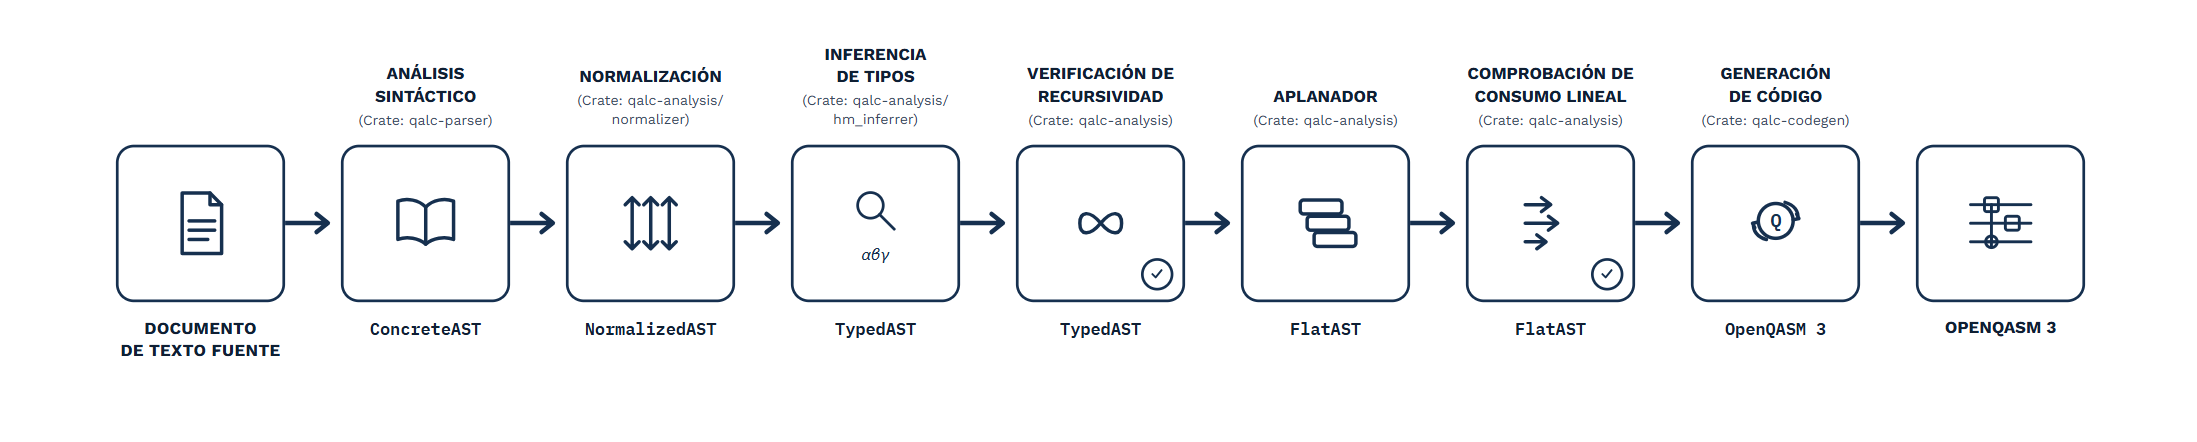 ANÁLISIS
SINTÁCTICO
(Crate: qalc-parser)
NORMALIZACIÓN
(Crate: qalc-analysis/
normalizer)
INFERENCIA
DE TIPOS
(Crate: qalc-analysis/
hm_inferrer)
αβγ
VERIFICACIÓN DE
RECURSIVIDAD
(Crate: qalc-analysis)
APLANADOR
(Crate: qalc-analysis)
COMPROBACIÓN DE
CONSUMO LINEAL
(Crate: qalc-analysis)
GENERACIÓN
DE CÓDIGO
(Crate: qalc-codegen)
Q
DOCUMENTO
DE TEXTO FUENTE
ConcreteAST
NormalizedAST
TypedAST
TypedAST
FlatAST
FlatAST
OpenQASM 3
OPENQASM 3